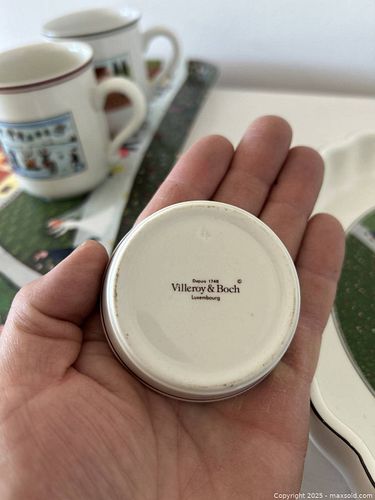 Depuis 1748 ©
Villeroy & Boch
Luxembourg
Copyright 2025 - maxsold.com